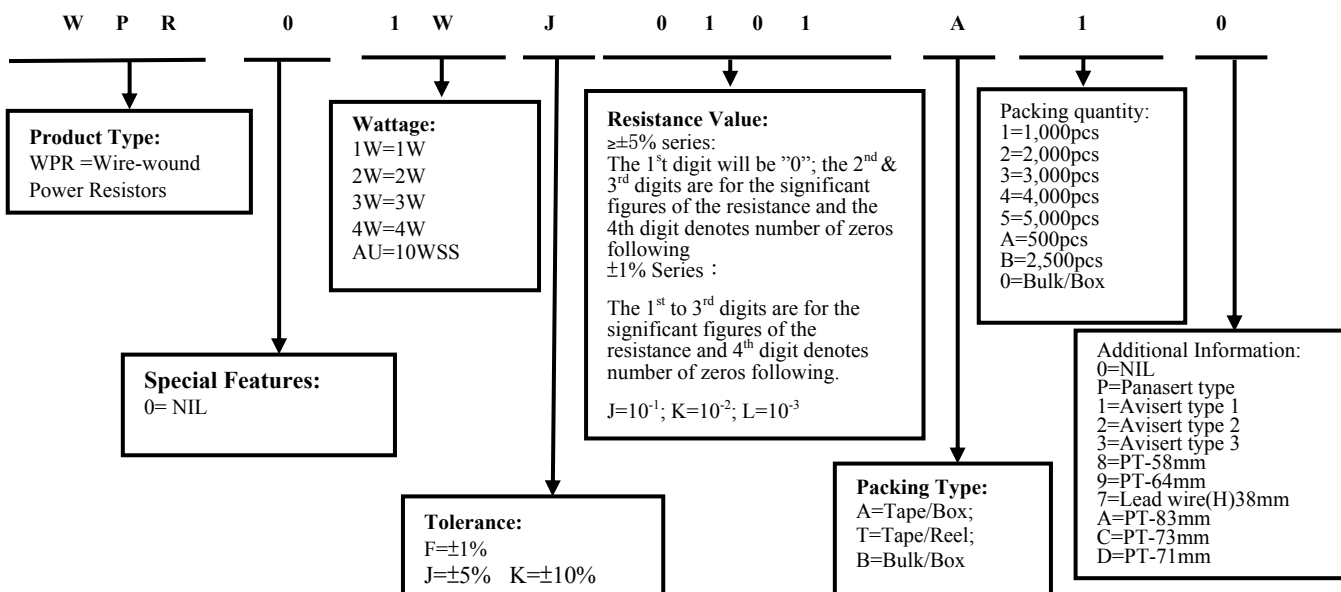 W P R 0 1 W J 0 1 0 1 A 1 0
Product Type:
WPR =Wire-wound
Power Resistors
Wattage:
1W=1W
2W=2W
3W=3W
4W=4W
AU=10WSS
Resistance Value:
≥±5% series:
The 1st digit will be ”0”; the 2nd &
3rd digits are for the significant
figures of the resistance and the
4th digit denotes number of zeros
following
±1% Series：
The 1st to 3rd digits are for the
significant figures of the
resistance and 4th digit denotes
number of zeros following.
J=10-1; K=10-2; L=10-3
Packing quantity:
1=1,000pcs
2=2,000pcs
3=3,000pcs
4=4,000pcs
5=5,000pcs
A=500pcs
B=2,500pcs
0=Bulk/Box
Special Features:
0= NIL
Additional Information:
0=NIL
P=Panasert type
1=Avisert type 1
2=Avisert type 2
3=Avisert type 3
8=PT-58mm
9=PT-64mm
7=Lead wire(H)38mm
A=PT-83mm
C=PT-73mm
D=PT-71mm
Tolerance:
F=±1%
J=±5% K=±10%
Packing Type:
A=Tape/Box;
T=Tape/Reel;
B=Bulk/Box